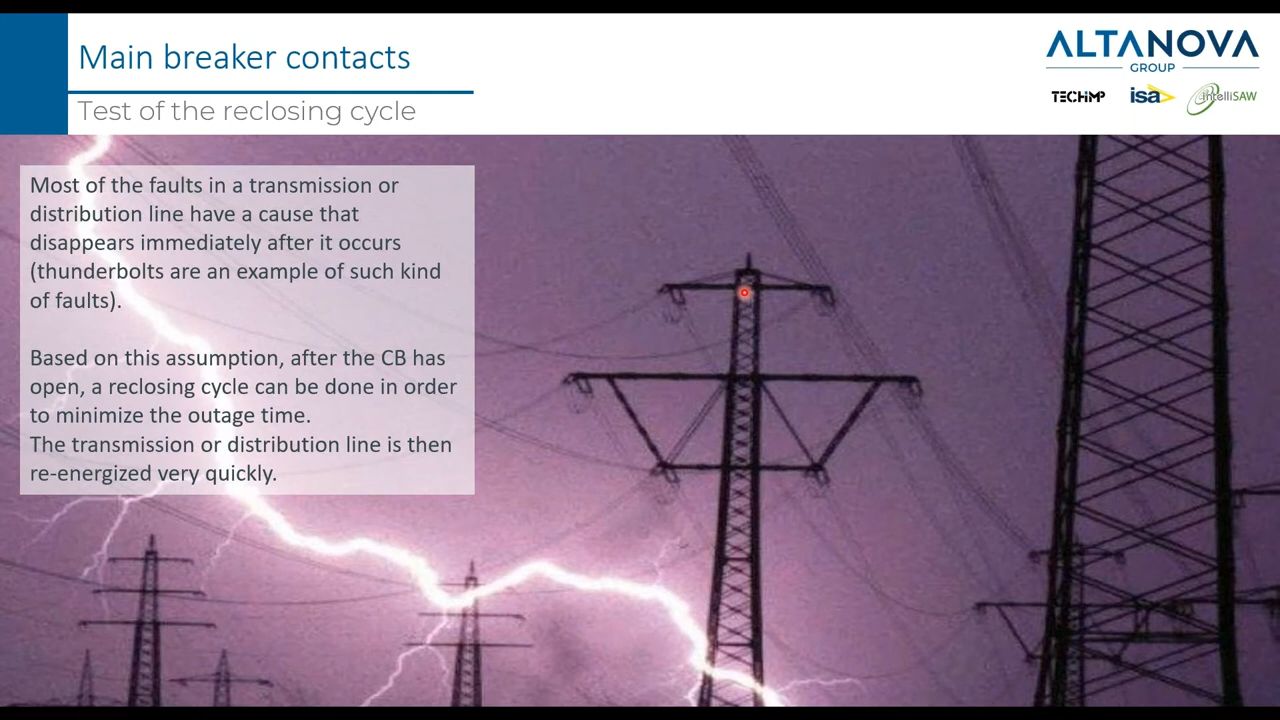 Main breaker contacts
Test of the reclosing cycle
ALTANOVA
GROUP
TECHIMP isa intelliSAW
Most of the faults in a transmission or
distribution line have a cause that
disappears immediately after it occurs
(thunderbolts are an example of such kind
of faults).
Based on this assumption, after the CB has
open, a reclosing cycle can be done in order
to minimize the outage time.
The transmission or distribution line is then
re-energized very quickly.